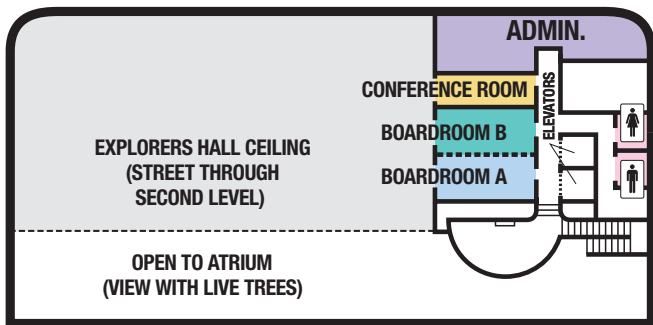 ADMIN.
CONFERENCE ROOM
ELEVATORS
BOARDROOM B
BOARDROOM A
EXPLORERS HALL CEILING
(STREET THROUGH
SECOND LEVEL)
OPEN TO ATRIUM
(VIEW WITH LIVE TREES)